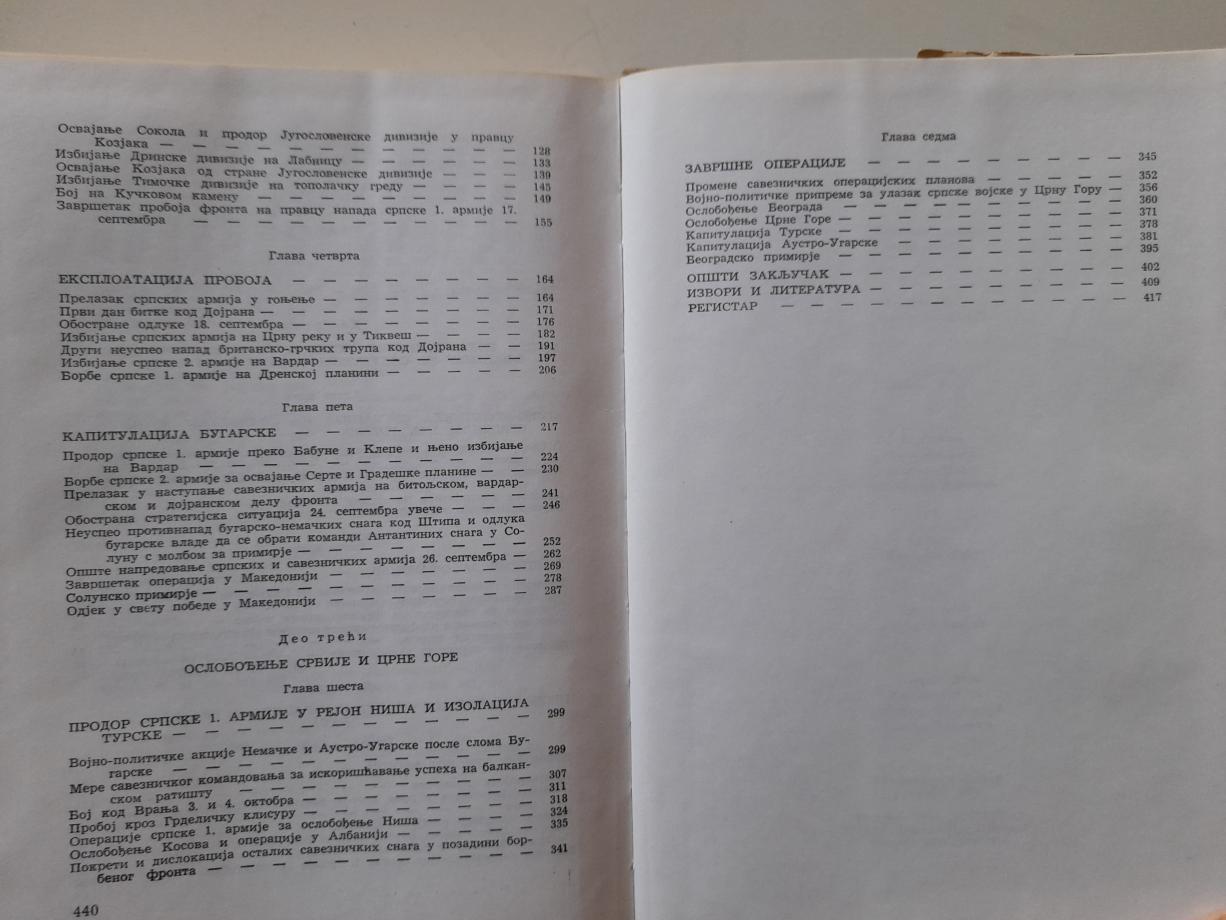 Освајање Сокола и продор Југословенске дивизије у правцу
Козјака — — — — — — — — — — — — 128
Избијање Дринске дивизије на Лабницу — — — — — — 133
Освајање Козјака од стране Југословенске дивизије — — — 139
Избијање Тимочке дивизије на тополачку греду — — — — 145
Бој на Кучковом камену — — — — — — — — — 149
Завршетак пробоја фронта на правцу напада српске 1. армије 17.
септембра — — — — — — — — — — — 155
Глава четврта
ЕКСПЛОАТАЦИЈА ПРОБОЈА — — — — — — — — 164
Прелазак српских армија у гоњење — — — — — — — 164
Први дан битке код Дојрана — — — — — — — — — 171
Обостране одлуке 18. септембра — — — — — — — — 176
Избијање српских армија на Црну реку и у Тиквеш — — — — 182
Други неуспео напад британско-грчких трупа код Дојрана — — 191
Избијање српске 2. армије на Вардар — — — — — — — 197
Борбе српске 1. армије на Дренској планини — — — — — 206
Глава пета
КАПИТУЛАЦИЈА БУГАРСКЕ — — — — — — — — 217
Продор српске 1. армије преко Бабуне и Клепе и њено избијање
на Вардар — — — — — — — — — — — 224
Борбе српске 2. армије за освајање Серте и Градешке планине — — 230
Прелазак у наступање савезничких армија на битољском, вардар-
ском и дојранском делу фронта — — — — — — 241
Обострана стратегијска ситуација 24. септембра увече — — — 246
Неуспео противнапад бугарско-немачких снага код Штипа и одлука
бугарске владе да се обрати команди Антантиних снага у Со-
луну с молбом за примирје — — — — — — — — 252
Опште напредовање српских и савезничких армија 26. септембра — 262
Завршетак операција у Македонији — — — — — — — 269
Солунско примирје — — — — — — — — — — — 278
Одјек у свету победе у Македонији — — — — — — — 287
Део трећи
ОСЛОБОЂЕЊЕ СРБИЈЕ И ЦРНЕ ГОРЕ
Глава шеста
ПРОДОР СРПСКЕ 1. АРМИЈЕ У РЕЈОН НИША И ИЗОЛАЦИЈА
ТУРСКЕ — — — — — — — — — — — — 299
Војно-политичке акције Немачке и Аустро-Угарске после слома Бу-
гарске — — — — — — — — — — — — 299
Мере савезничког командовања за искоришћавање успеха на балкан-
ском ратишту — — — — — — — — — — 307
Бој код Врања 3. и 4. октобра — — — — — — — — 311
Пробој кроз Грделичку клисуру — — — — — — — — 318
Операције српске 1. армије за ослобођење Ниша — — — — 324
Ослобођење Косова и операције у Албанији — — — — — 335
Покрети и дислокација осталих савезничких снага у позадини бор-
беног фронта — — — — — — — — — — — 341
440
Глава седма
ЗАВРШНЕ ОПЕРАЦИЈЕ — — — — — — — — — 345
Промене савезничких операцијских планова — — — — — 352
Војно-политичке припреме за улазак српске војске у Црну Гору — 356
Ослобођење Београда — — — — — — — — — — 360
Ослобођење Црне Горе — — — — — — — — — — 371
Капитулација Турске — — — — — — — — — — 378
Капитулација Аустро-Угарске — — — — — — — — 381
Београдско примирје — — — — — — — — — — 395
ОПШТИ ЗАКЉУЧАК — — — — — — — — — — 402
ИЗВОРИ И ЛИТЕРАТУРА — — — — — — — — — 409
РЕГИСТАР — — — — — — — — — — — — 417